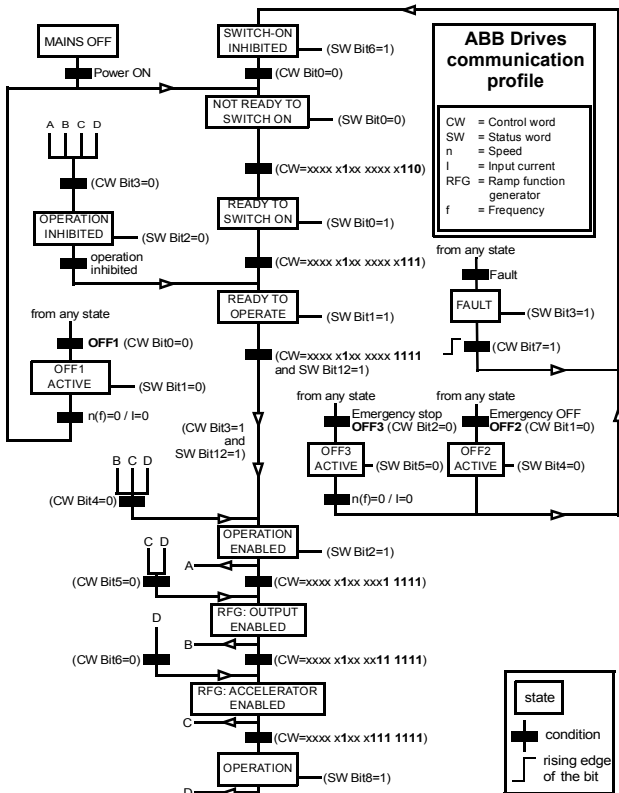 MAINS OFF
Power ON
SWITCH-ON
INHIBITED
(SW Bit6=1)
(CW Bit0=0)
NOT READY TO
SWITCH ON
(SW Bit0=0)
(CW=xxxx x1xx xxxx x110)
READY TO
SWITCH ON
(SW Bit0=1)
(CW=xxxx x1xx xxxx x111)
READY TO
OPERATE
(SW Bit1=1)
(CW=xxxx x1xx xxxx 1111
and SW Bit12=1)
ABB Drives
communication
profile
CW = Control word
SW = Status word
n = Speed
I = Input current
RFG = Ramp function
generator
f = Frequency
A B C D
(CW Bit3=0)
OPERATION
INHIBITED
(SW Bit2=0)
operation
inhibited
from any state
OFF1 (CW Bit0=0)
OFF1
ACTIVE
(SW Bit1=0)
n(f)=0 / I=0
from any state
Fault
FAULT
(SW Bit3=1)
(CW Bit7=1)
from any state
Emergency stop
OFF3 (CW Bit2=0)
OFF3
ACTIVE
(SW Bit5=0)
n(f)=0 / I=0
from any state
Emergency OFF
OFF2 (CW Bit1=0)
OFF2
ACTIVE
(SW Bit4=0)
(CW Bit3=1
and
SW Bit12=1)
B C D
(CW Bit4=0)
OPERATION
ENABLED
(SW Bit2=1)
A
C D
(CW Bit5=0)
(CW=xxxx x1xx xxx1 1111)
RFG: OUTPUT
ENABLED
B
D
(CW Bit6=0)
(CW=xxxx x1xx xx11 1111)
RFG: ACCELERATOR
ENABLED
C
(CW=xxxx x1xx x111 1111)
OPERATION
(SW Bit8=1)
D
state
condition
rising edge
of the bit